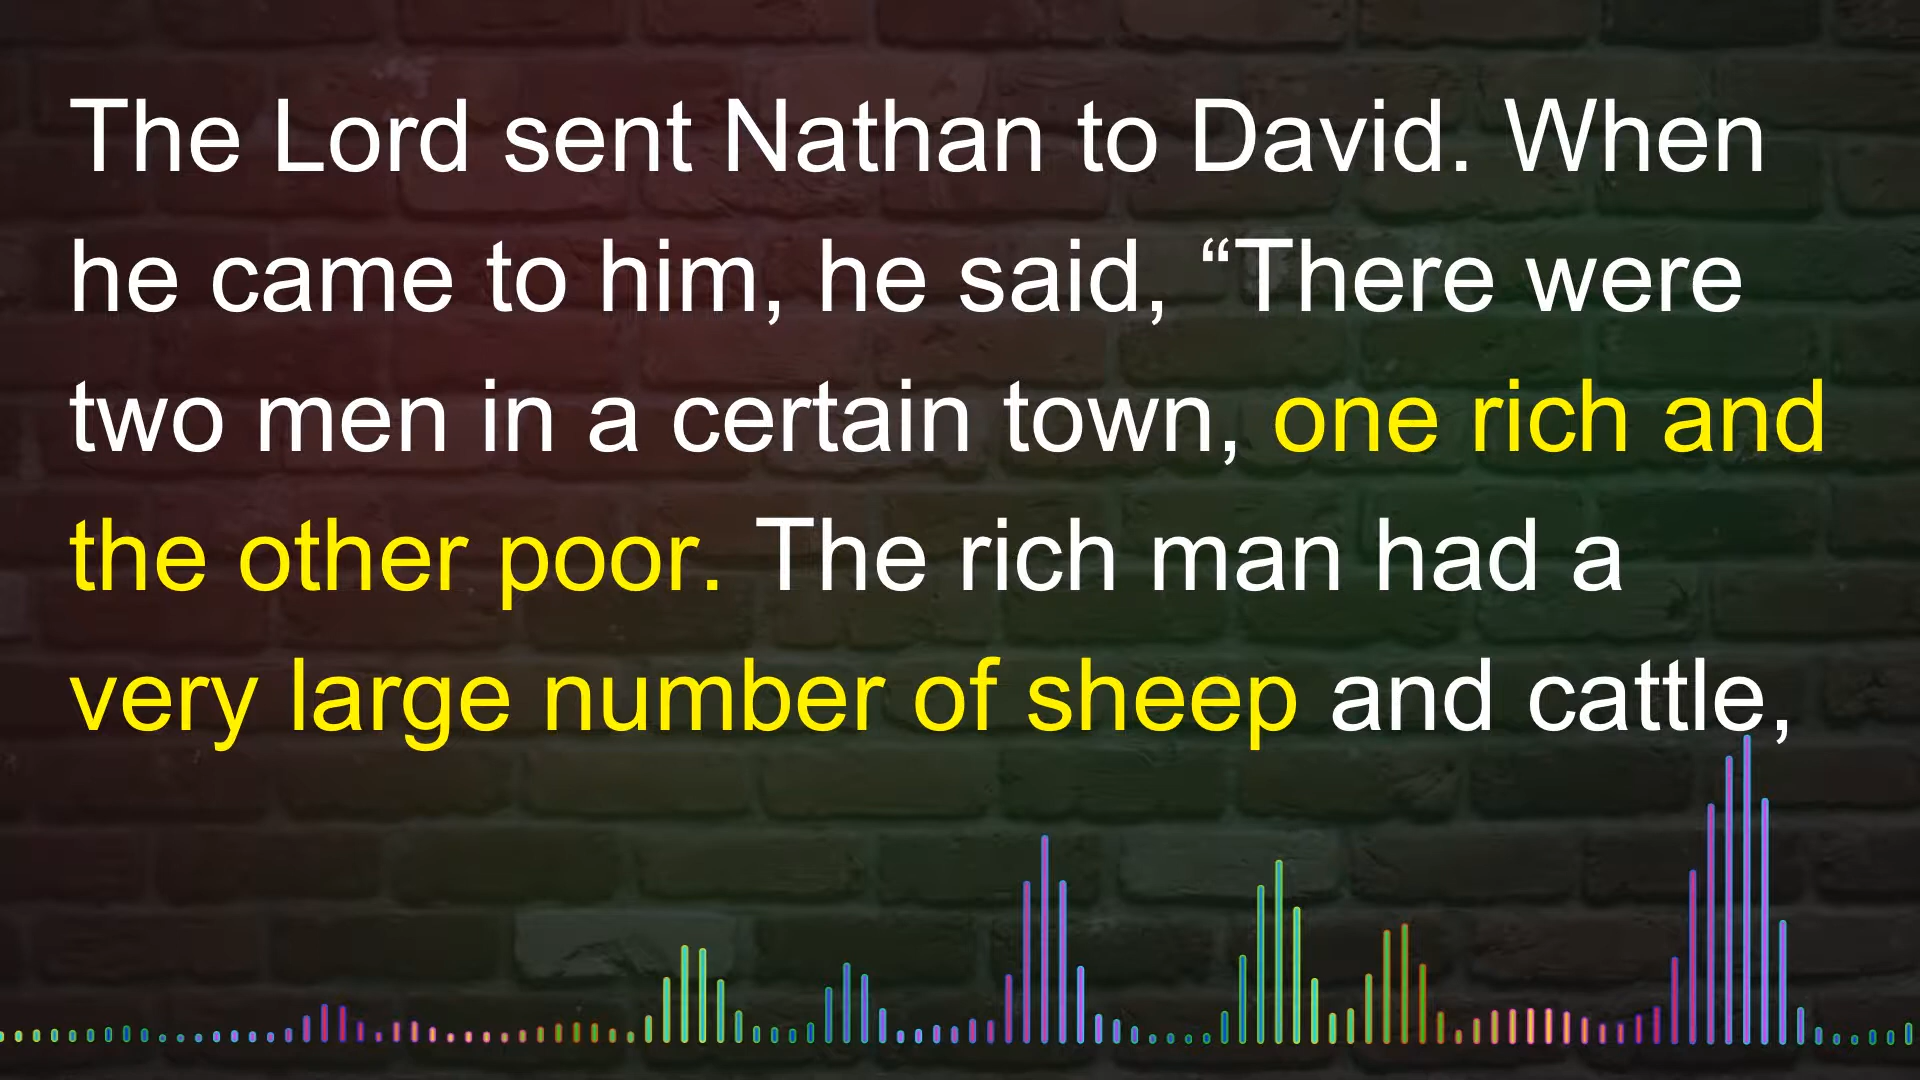 The Lord sent Nathan to David. When
he came to him, he said, “There were
two men in a certain town, one rich and
the other poor. The rich man had a
very large number of sheep and cattle,